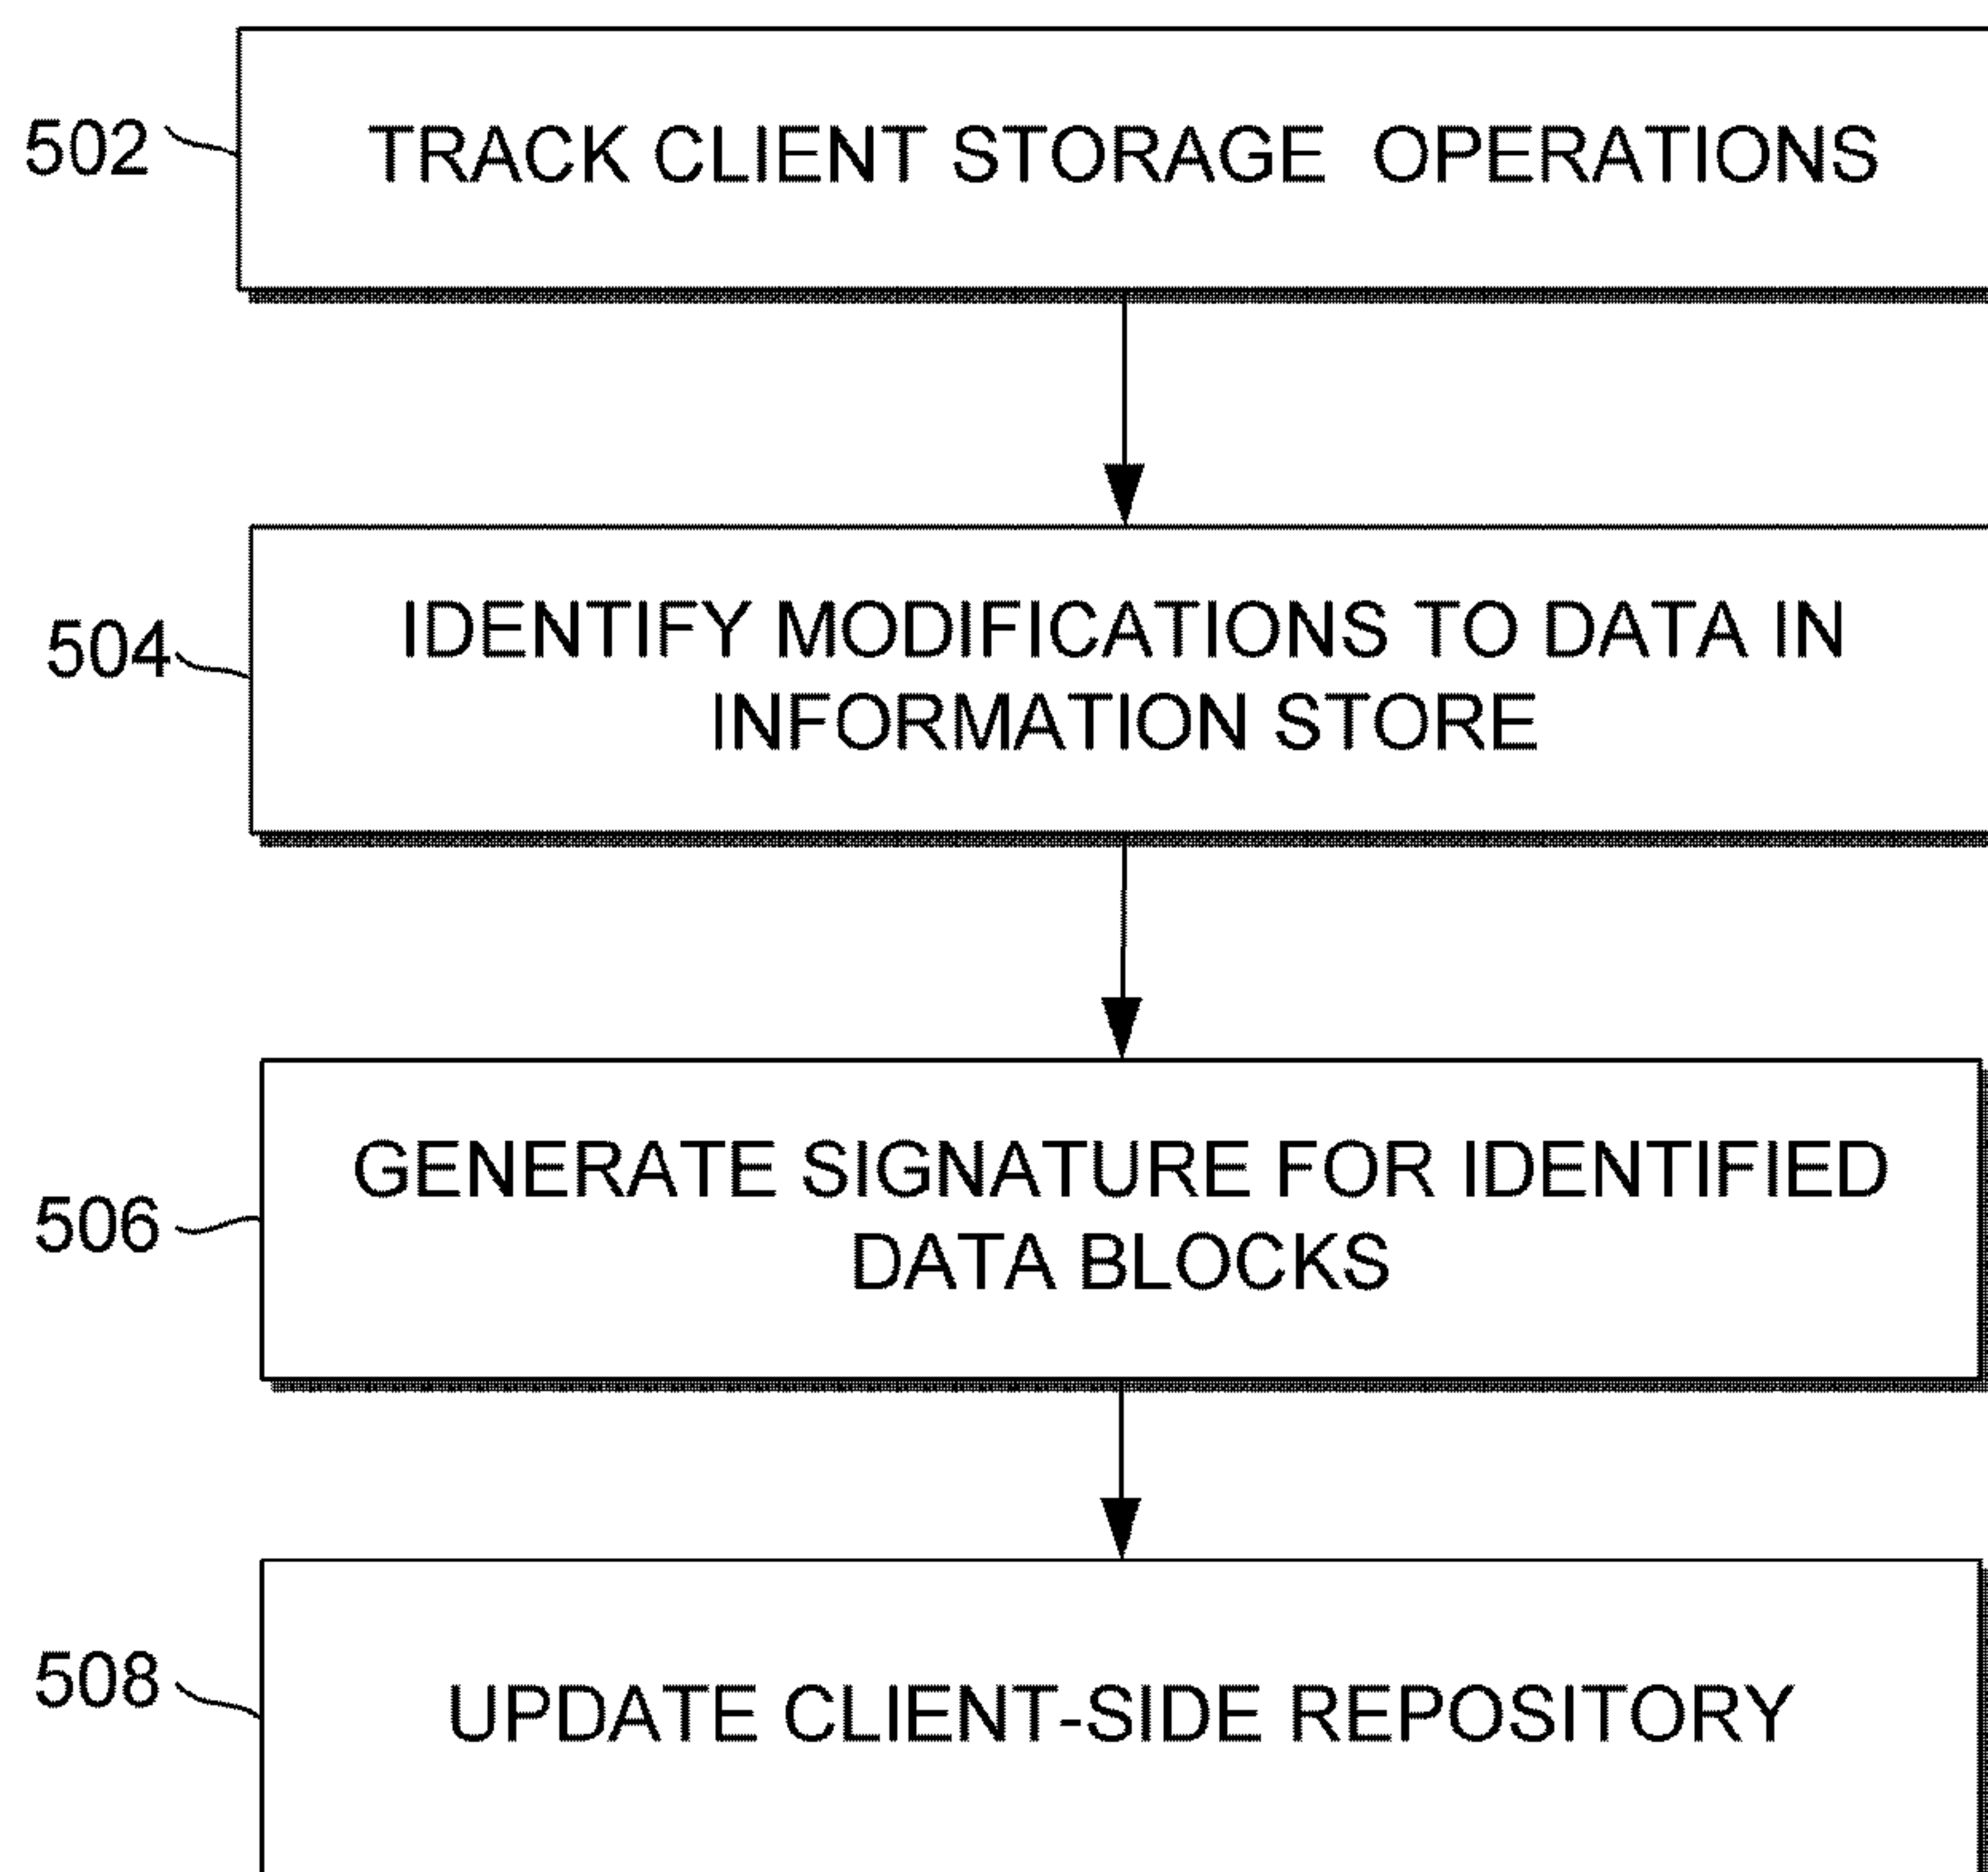 502
TRACK CLIENT STORAGE OPERATIONS
504
IDENTIFY MODIFICATIONS TO DATA IN
INFORMATION STORE
506
GENERATE SIGNATURE FOR IDENTIFIED
DATA BLOCKS
508
UPDATE CLIENT-SIDE REPOSITORY